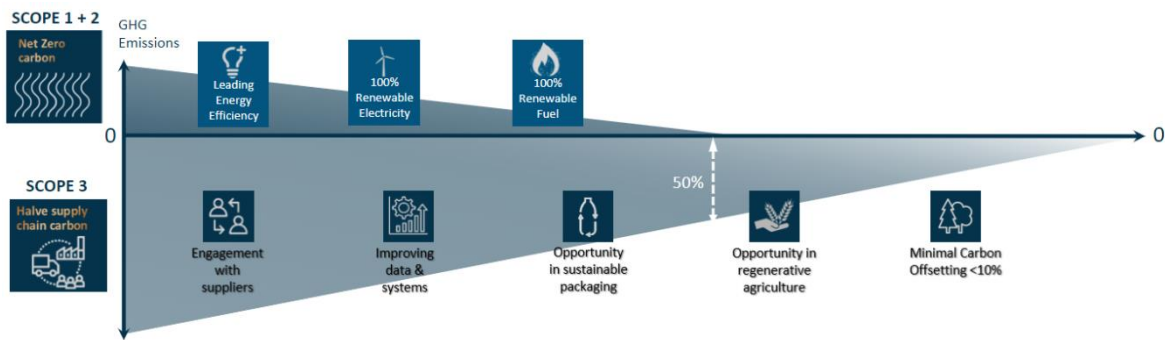 SCOPE 1 + 2
Net Zero
carbon
GHG
Emissions
Leading
Energy
Efficiency
100%
Renewable
Electricity
100%
Renewable
Fuel
0
0
50%
SCOPE 3
Halve supply
chain carbon
Engagement
with
suppliers
Improving
data &
systems
Opportunity
in sustainable
packaging
Opportunity in
regenerative
agriculture
Minimal Carbon
Offsetting <10%